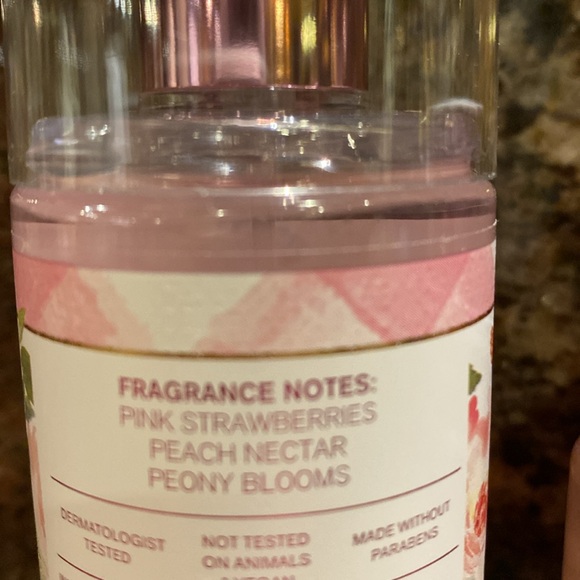 FRAGRANCE NOTES:
PINK STRAWBERRIES
PEACH NECTAR
PEONY BLOOMS
DERMATOLOGIST
TESTED
NOT TESTED
ON ANIMALS
MADE WITHOUT
PARABENS